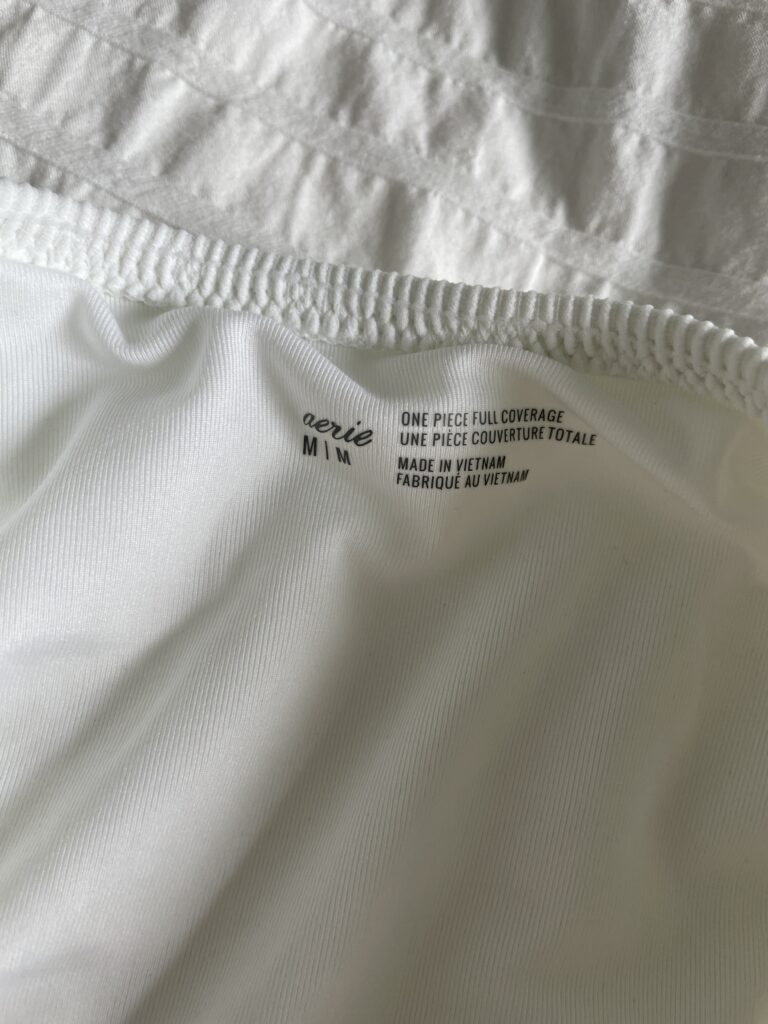 aerie
M | M
ONE PIECE FULL COVERAGE
UNE PIÈCE COUVERTURE TOTALE
MADE IN VIETNAM
FABRIQUÉ AU VIETNAM